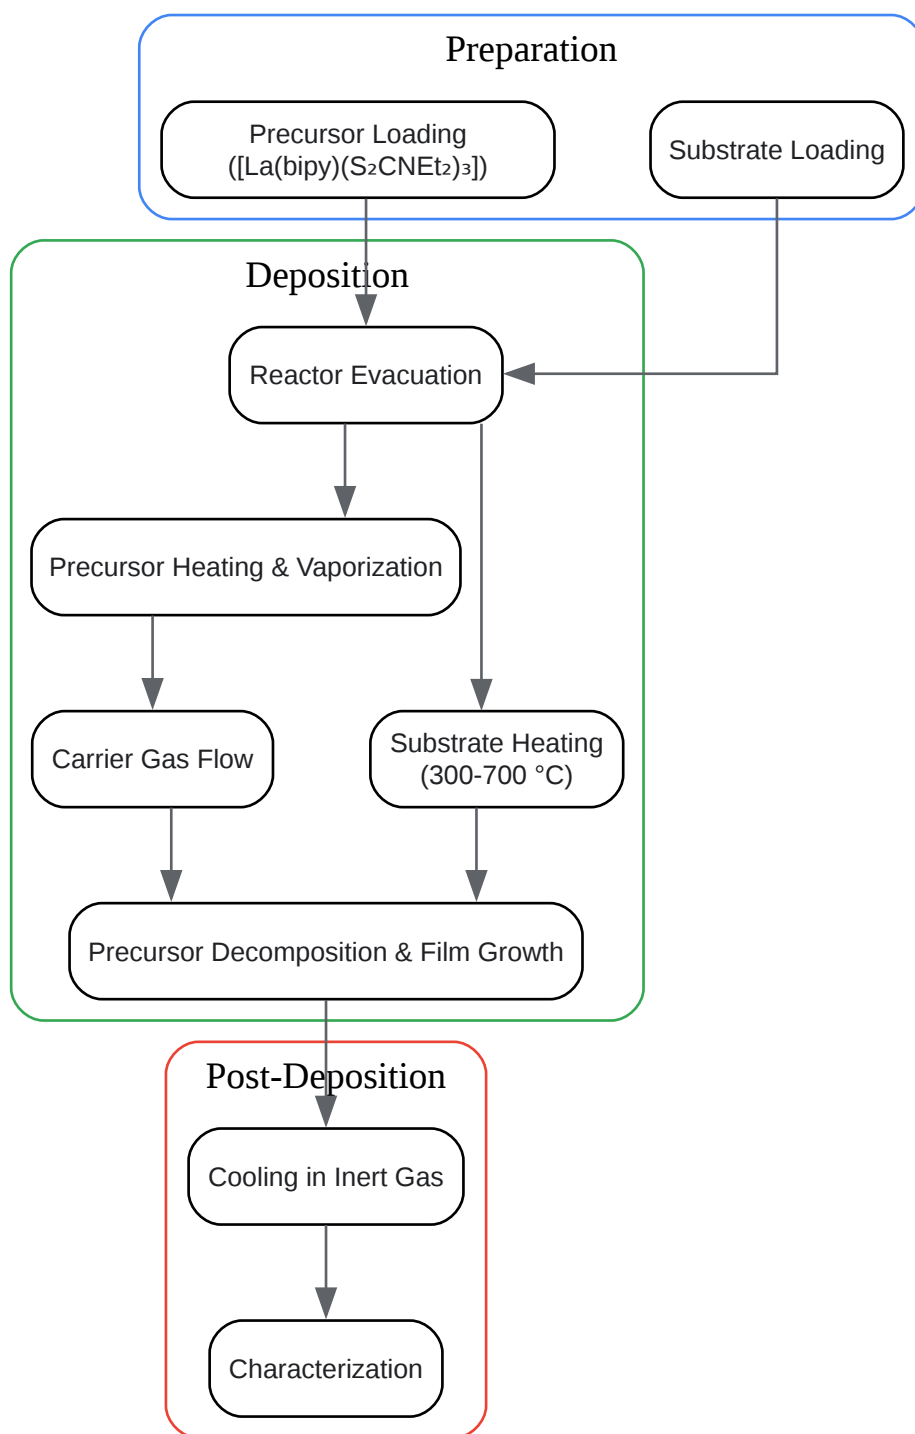 Preparation
Precursor Loading
([La(bipy)(S₂CNEt₂)₃])
Substrate Loading
Deposition
Reactor Evacuation
Precursor Heating & Vaporization
Carrier Gas Flow
Substrate Heating
(300-700 °C)
Precursor Decomposition & Film Growth
Post-Deposition
Cooling in Inert Gas
Characterization